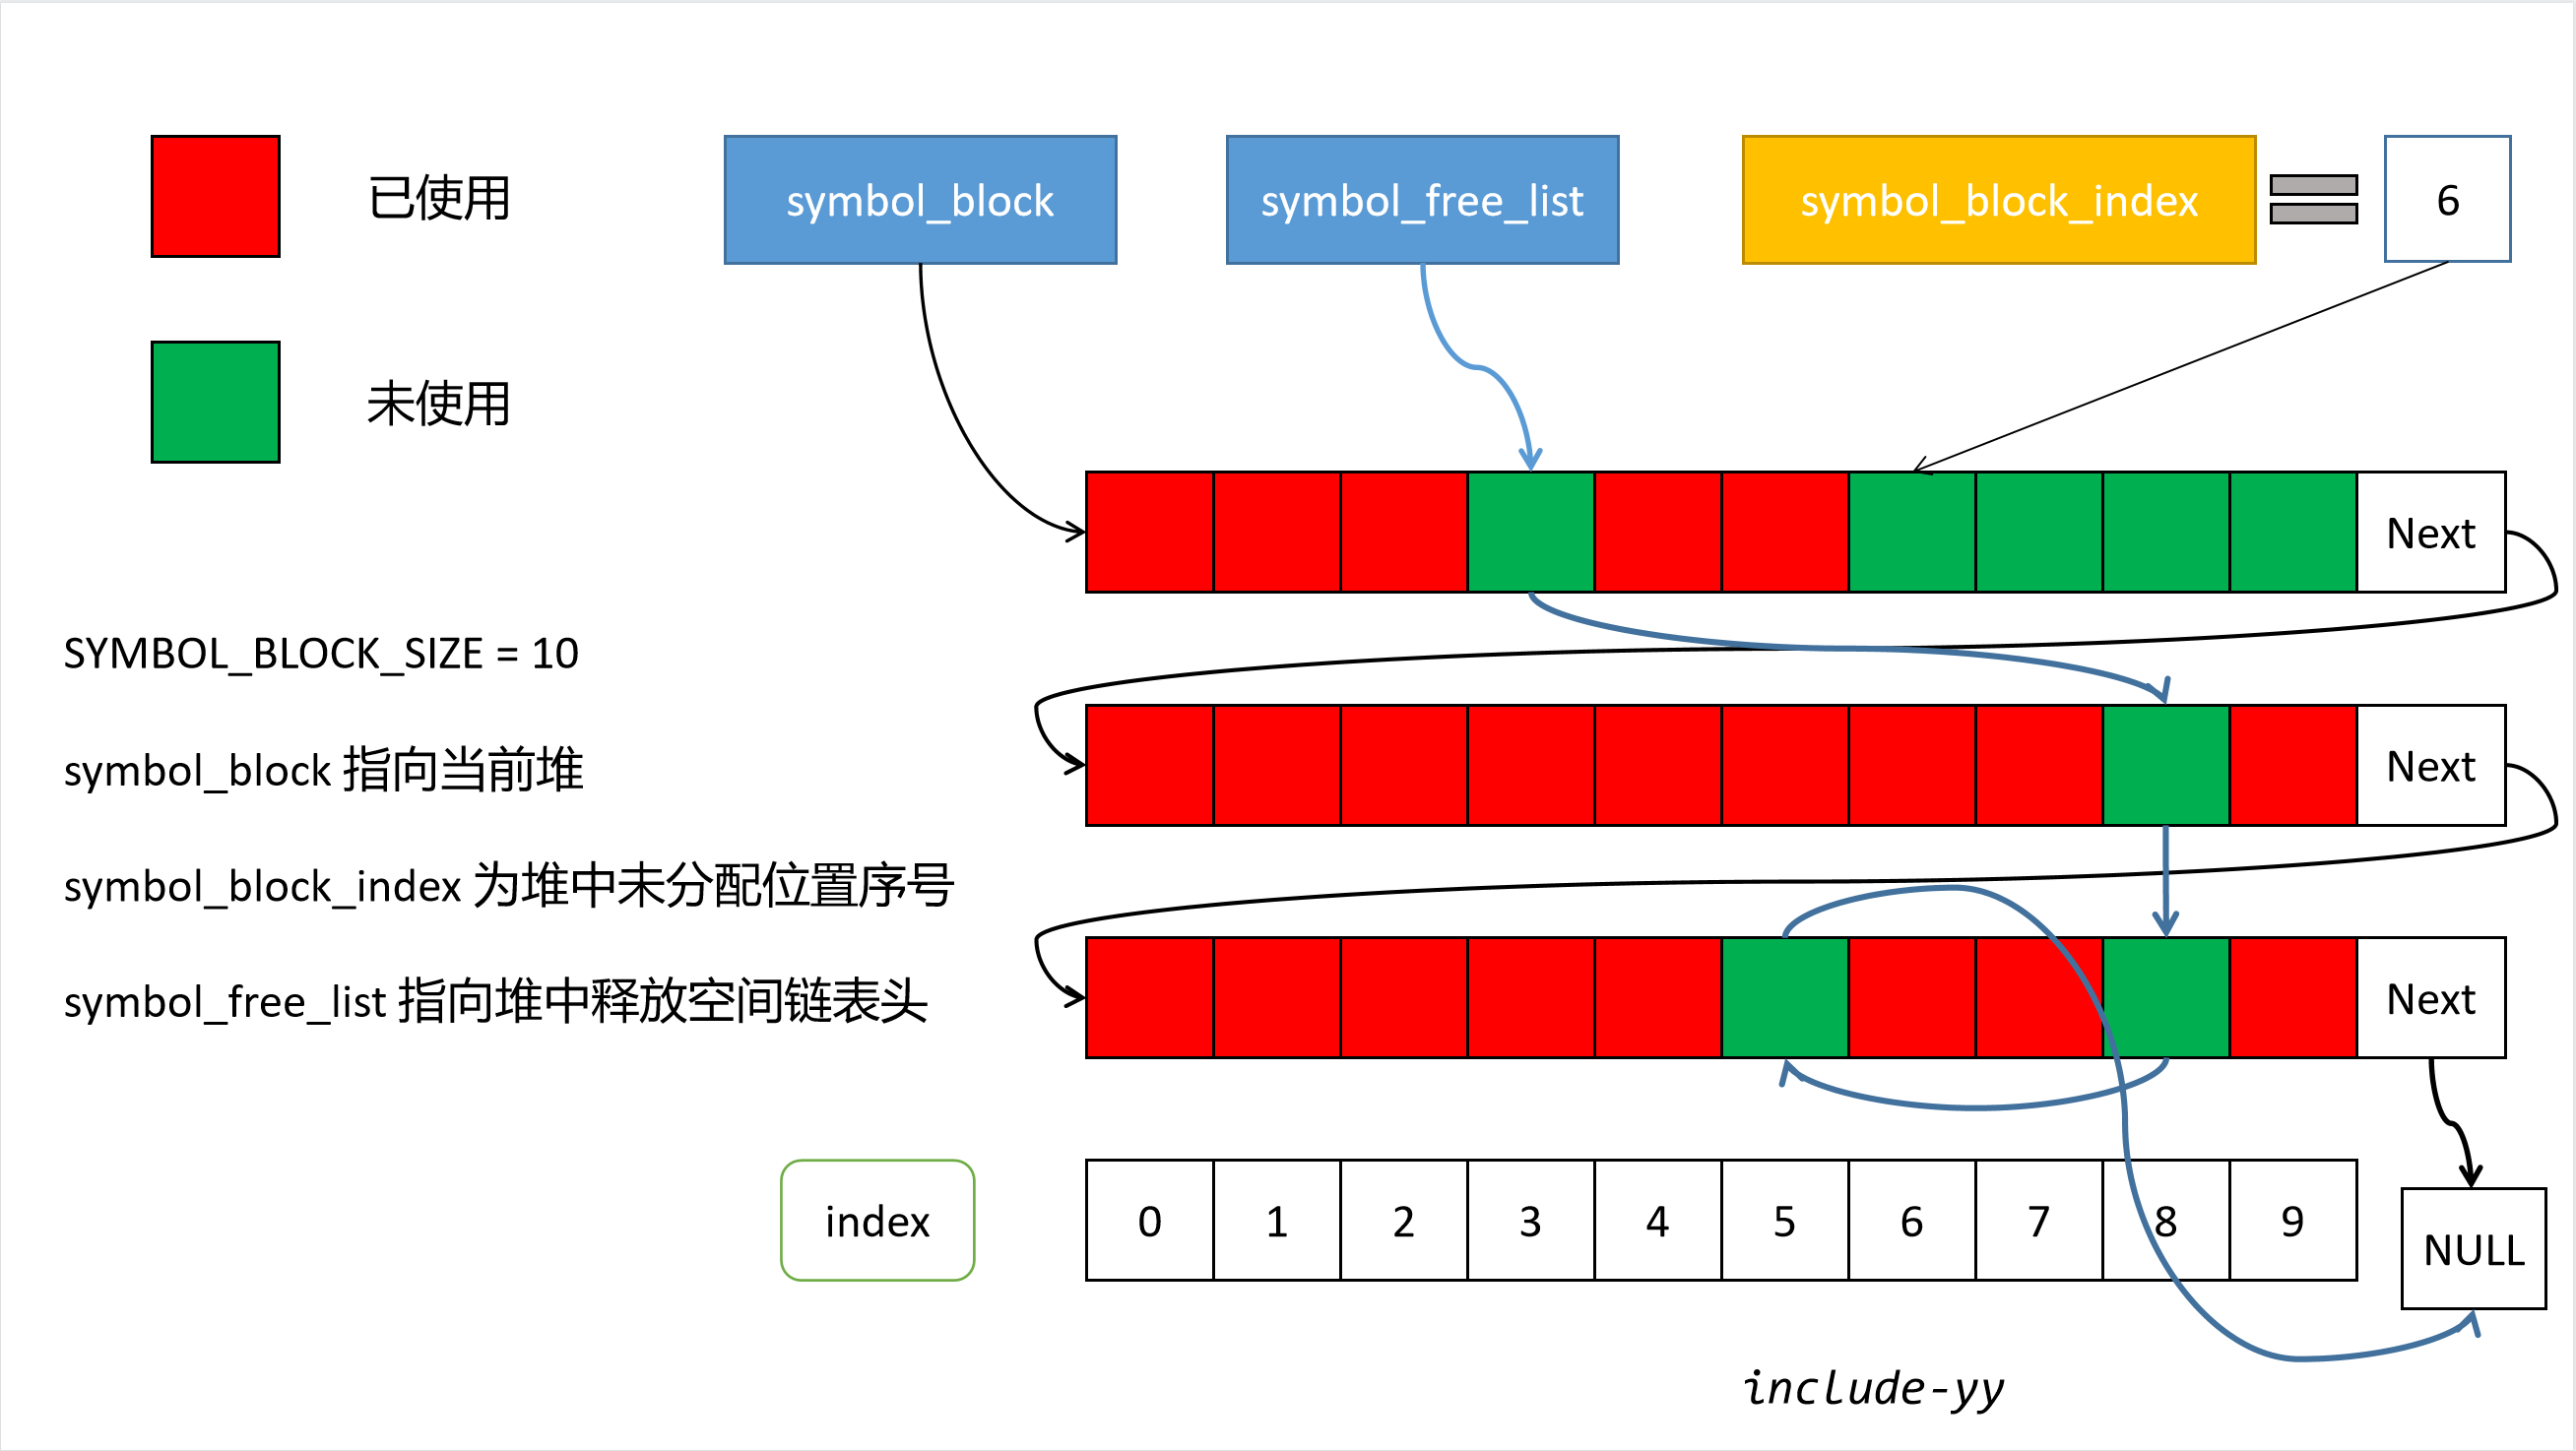 已使用
symbol_block
symbol_free_list
symbol_block_index
6
未使用
Next
SYMBOL_BLOCK_SIZE = 10
symbol_block 指向当前堆
Next
symbol_block_index 为堆中未分配位置序号
symbol_free_list 指向堆中释放空间链表头
Next
index
0 1 2 3 4 5 6 7 8 9
NULL
include-yy